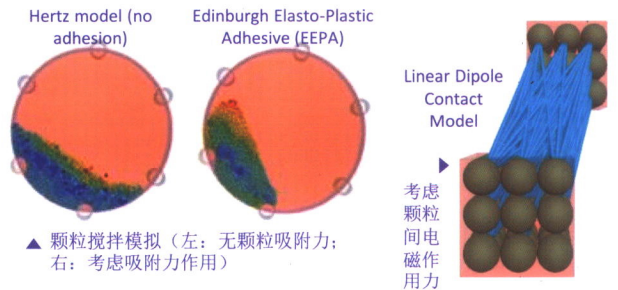 Hertz model (no
adhesion)
Edinburgh Elasto-Plastic
Adhesive (EEPA)
Linear Dipole
Contact
Model
▲ 颗粒搅拌模拟（左：无颗粒吸附力；
右：考虑吸附力作用）
考虑
颗粒
间电
磁作
用力